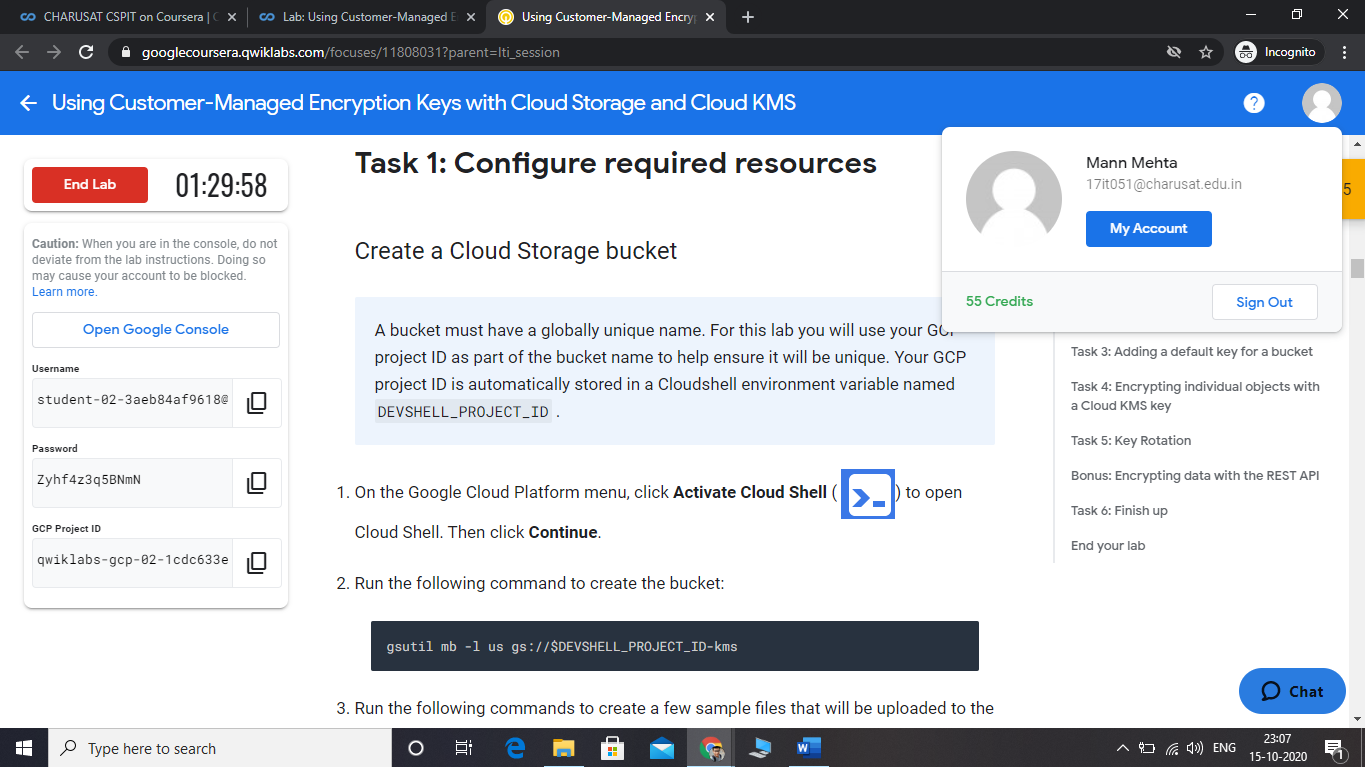 CHARUSAT CSPIT on Coursera |
Lab: Using Customer-Managed E
Using Customer-Managed Encry
googlecoursera.qwiklabs.com/focuses/11808031?parent=lti_session
Incognito
Using Customer-Managed Encryption Keys with Cloud Storage and Cloud KMS
?
End Lab
01:29:58
Caution: When you are in the console, do not
deviate from the lab instructions. Doing so
may cause your account to be blocked.
Learn more.
Open Google Console
Username
student-02-3aeb84af9618@
Password
Zyhf4z3q5BNmN
GCP Project ID
qwiklabs-gcp-02-1cdc633e
Task 1: Configure required resources
Create a Cloud Storage bucket
A bucket must have a globally unique name. For this lab you will use your GCP
project ID as part of the bucket name to help ensure it will be unique. Your GCP
project ID is automatically stored in a Cloudshell environment variable named
DEVSHELL_PROJECT_ID .
1. On the Google Cloud Platform menu, click Activate Cloud Shell ( ) to open
Cloud Shell. Then click Continue.
2. Run the following command to create the bucket:
gsutil mb -l us gs://$DEVSHELL_PROJECT_ID-kms
3. Run the following commands to create a few sample files that will be uploaded to the
Mann Mehta
17it051@charusat.edu.in
My Account
55 Credits
Sign Out
5
Task 3: Adding a default key for a bucket
Task 4: Encrypting individual objects with
a Cloud KMS key
Task 5: Key Rotation
Bonus: Encrypting data with the REST API
Task 6: Finish up
End your lab
Chat
Type here to search
ENG
23:07
15-10-2020
1